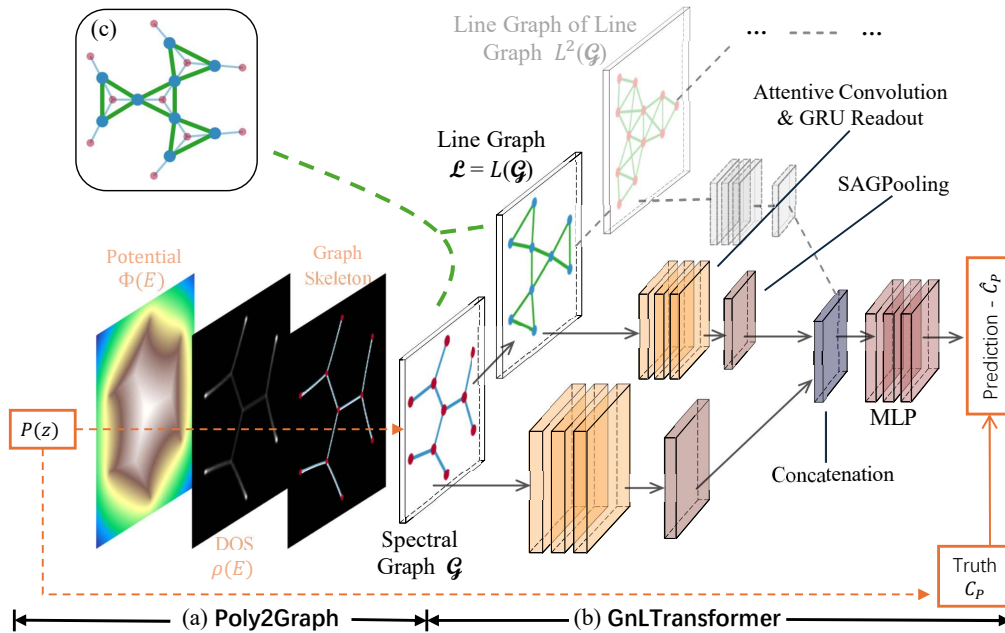 (c)
Line Graph of Line
Graph L²(𝓖)
... ...
Attentive Convolution
& GRU Readout
Line Graph
𝓛 = L(𝓖)
SAGPooling
Potential
Φ(E)
Graph
Skeleton
P(z)
Prediction - Ĉ_P
MLP
Concatenation
DOS
ρ(E)
Spectral
Graph 𝓖
Truth
C_P
(a) Poly2Graph
(b) GnLTransformer